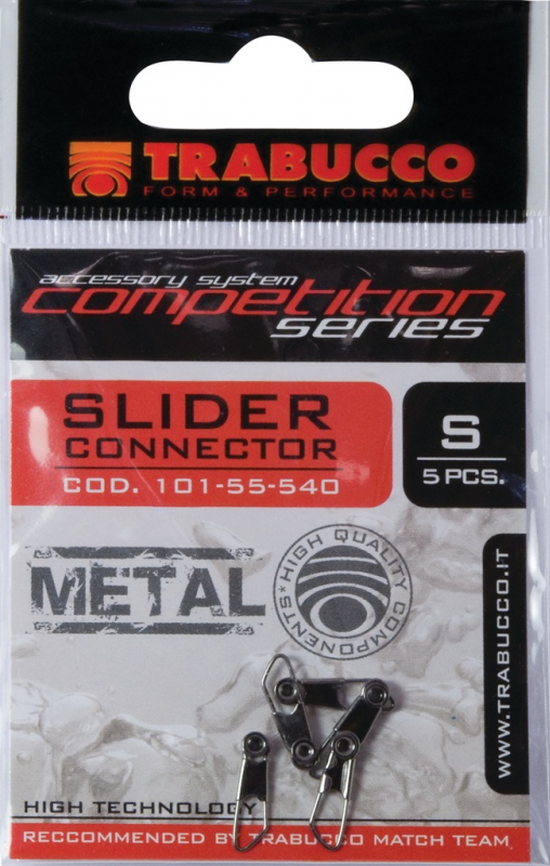 TRABUCCO
FORM & PERFORMANCE
accessory system
competition
series
SLIDER
CONNECTOR
COD. 101-55-540
S
5 PCS.
METAL
HIGH QUALITY COMPONENTS
WWW.TRABUCCO.IT
HIGH TECHNOLOGY
RECCOMMENDED BY TRABUCCO MATCH TEAM